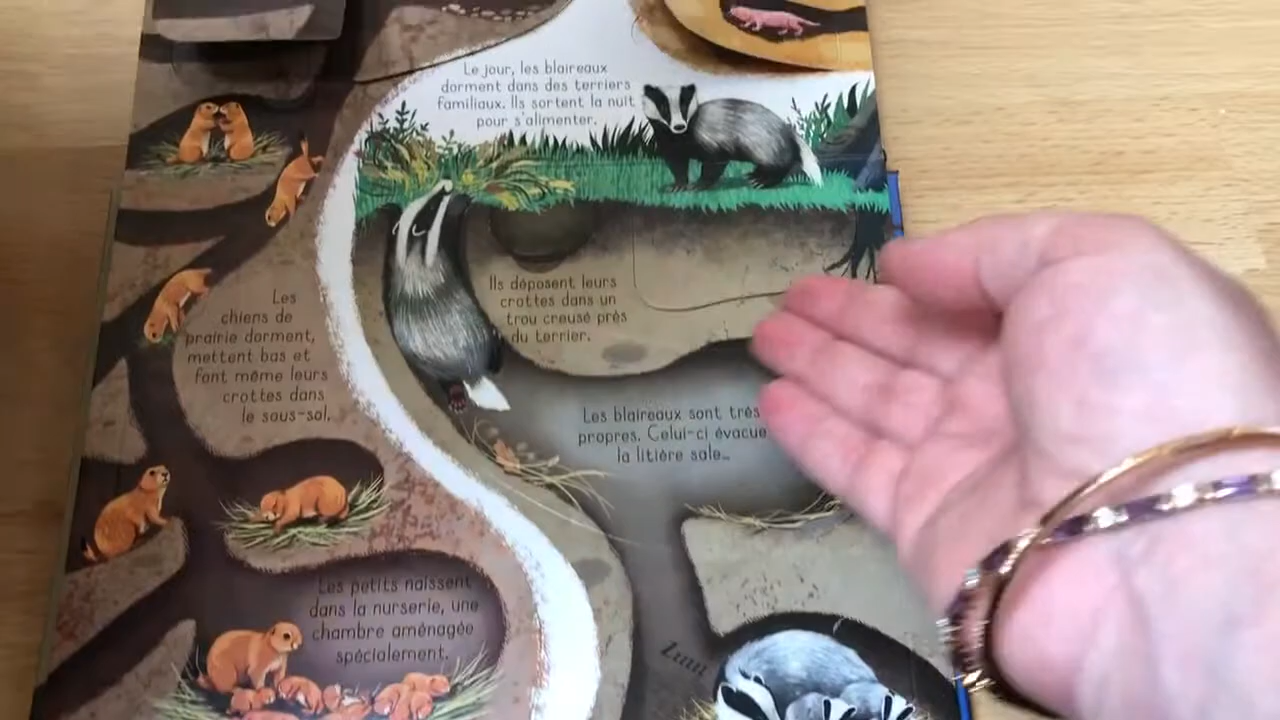 Le jour, les blaireaux
dorment dans des terriers
familiaux. Ils sortent la nuit
pour s'alimenter.
Ils déposent leurs
crottes dans un
trou creusé près
du terrier.
Les
chiens de
prairie dorment,
mettent bas et
font même leurs
crottes dans
le sous-sol.
Les blaireaux sont très
propres. Celui-ci évacue
la litière sale...
Les petits naissent
dans la nurserie, une
chambre aménagée
spécialement.
Zzzzz